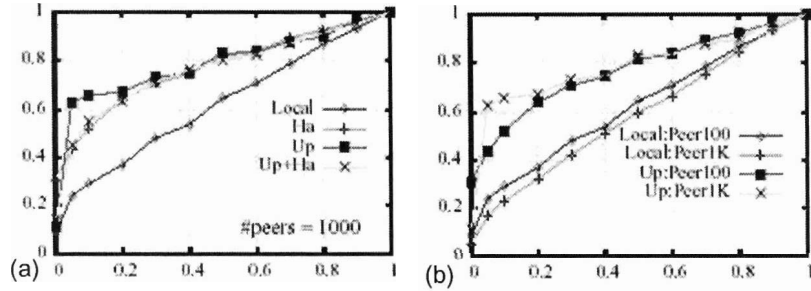 1
0.8
0.6
0.4
0.2
0
Local
Ha
Up
Up+Ha
#peers = 1000
0 0.2 0.4 0.6 0.8 1
(a)
1
0.8
0.6
0.4
0.2
0
Local:Peer100
Local:Peer1K
Up:Peer100
Up:Peer1K
0 0.2 0.4 0.6 0.8 1
(b)